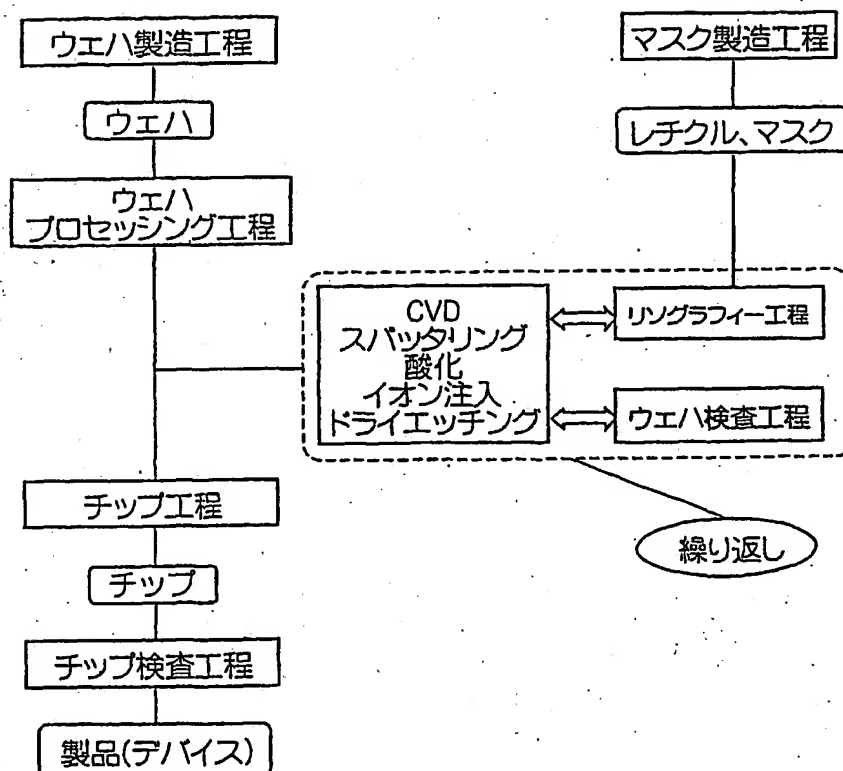 ウェハ製造工程
ウェハ
ウェハ
プロセッシング工程
チップ工程
チップ
チップ検査工程
製品(デバイス)
マスク製造工程
レチクル、マスク
CVD
スパッタリング
酸化
イオン注入
ドライエッチング
リングラフィー工程
ウェハ検査工程
繰り返し